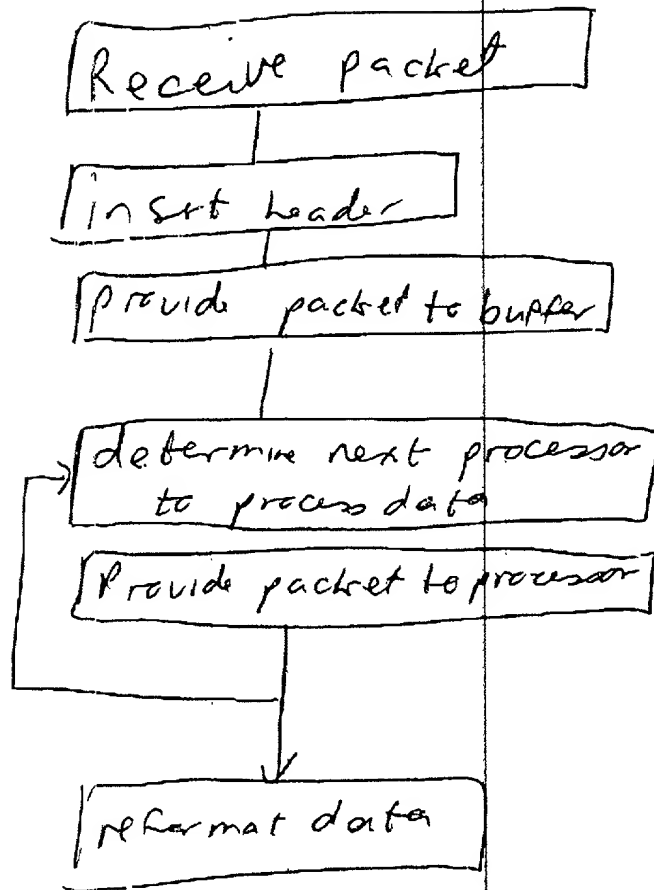 Receive packet
insert header
Provide packet to buffer
determine next processor
to process data
Provide packet to processor
reformat data